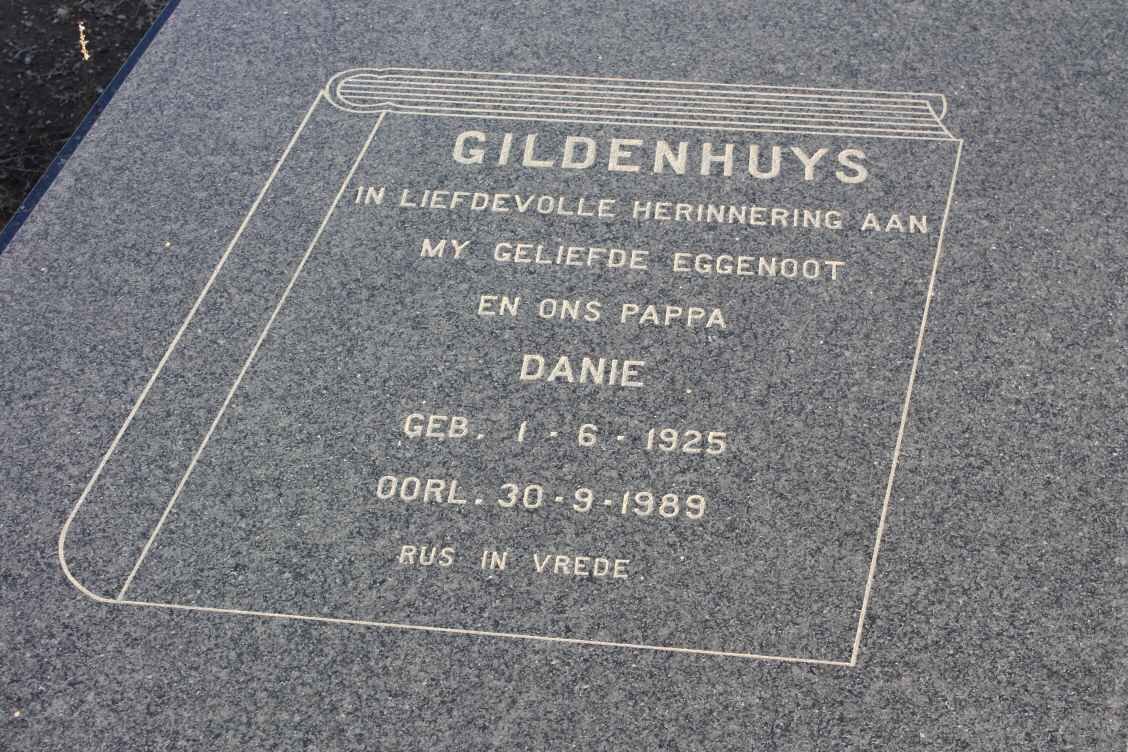 GILDENHUYS
IN LIEFDEVOLLE HERINNERING AAN
MY GELIEFDE EGGENOOT
EN ONS PAPPA
DANIE
GEB. 1 - 6 - 1925
OORL. 30 - 9 - 1989
RUS IN VREDE